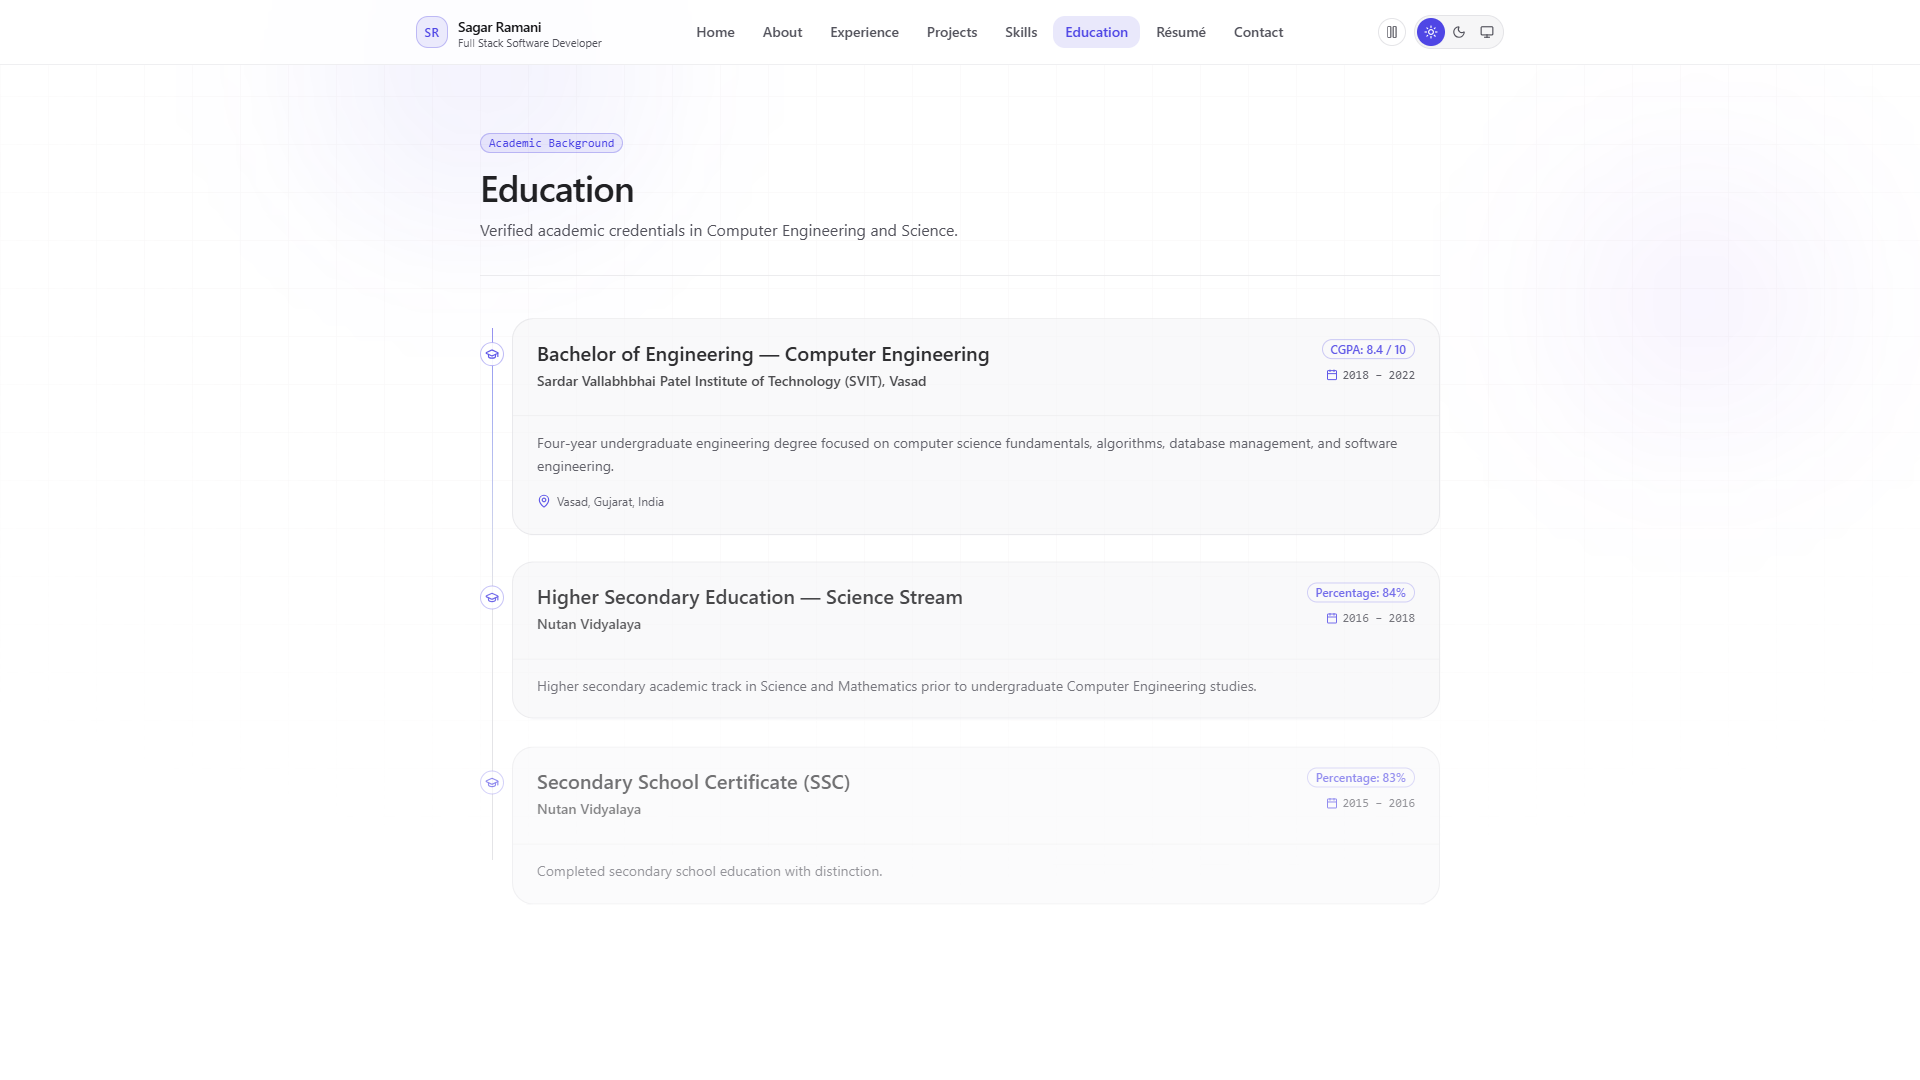 SR
Sagar Ramani
Full Stack Software Developer
Home
About
Experience
Projects
Skills
Education
Résumé
Contact
Academic Background
Education
Verified academic credentials in Computer Engineering and Science.
Bachelor of Engineering — Computer Engineering
CGPA: 8.4 / 10
Sardar Vallabhbhai Patel Institute of Technology (SVIT), Vasad
2018 – 2022
Four-year undergraduate engineering degree focused on computer science fundamentals, algorithms, database management, and software
engineering.
Vasad, Gujarat, India
Higher Secondary Education — Science Stream
Percentage: 84%
Nutan Vidyalaya
2016 – 2018
Higher secondary academic track in Science and Mathematics prior to undergraduate Computer Engineering studies.
Secondary School Certificate (SSC)
Percentage: 83%
Nutan Vidyalaya
2015 – 2016
Completed secondary school education with distinction.